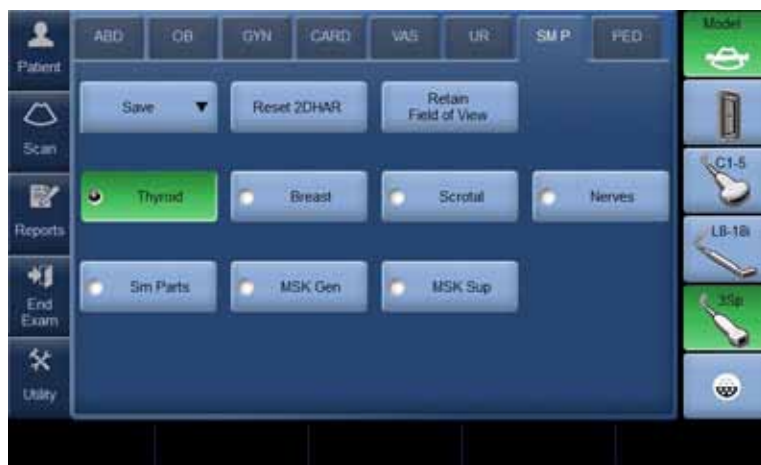 ABD OB GYN CARD VAS UR SM P PED
Model
Patient
Save Reset 2DHAR Retain
Field of View
Scan
C1-5
Thyroid Breast Scrotal Nerves
Reports
L8-18i
Sm Parts MSK Gen MSK Sup
End
Exam
3Sp
Utility